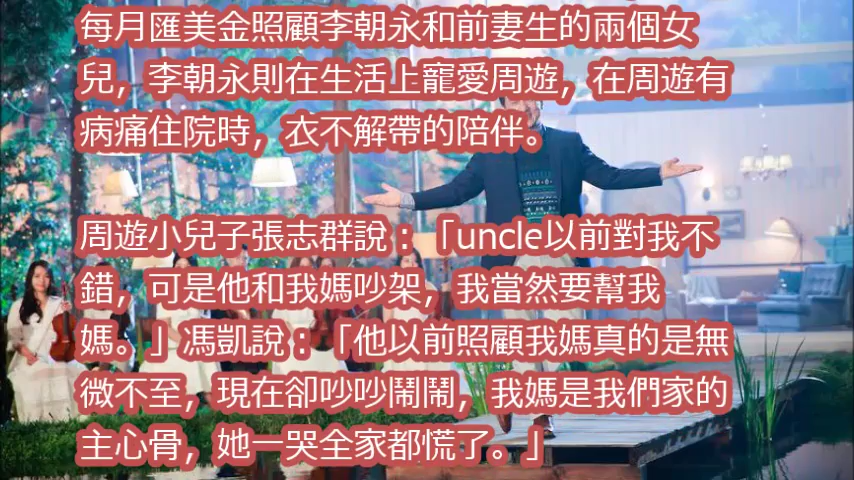 每月匯美金照顧李朝永和前妻生的兩個女
兒，李朝永則在生活上寵愛周遊，在周遊有
病痛住院時，衣不解帶的陪伴。
周遊小兒子張志群說：「uncle以前對我不
錯，可是他和我媽吵架，我當然要幫我
媽。」馮凱說：「他以前照顧我媽真的是無
微不至，現在卻吵吵鬧鬧，我媽是我們家的
主心骨，她一哭全家都慌了。」